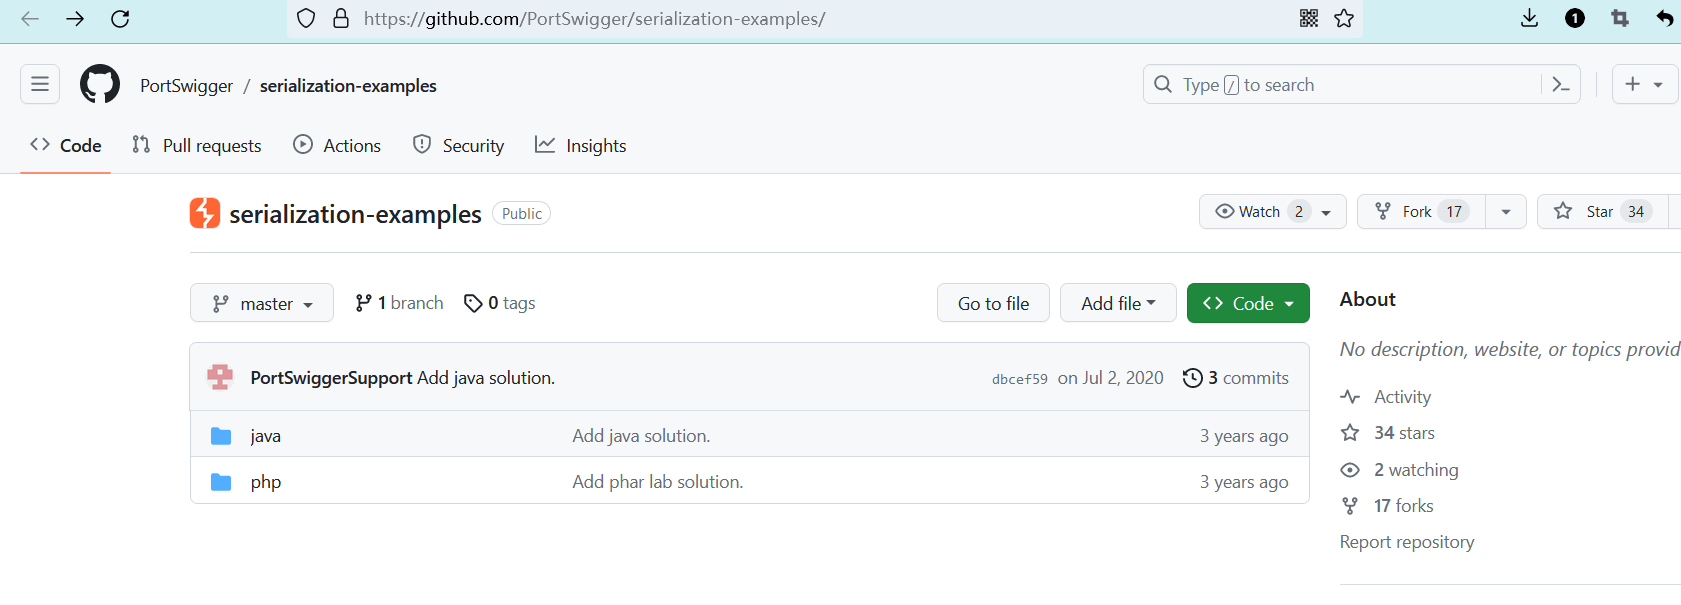 https://github.com/PortSwigger/serialization-examples/
1
PortSwigger / serialization-examples
Type / to search
Code
Pull requests
Actions
Security
Insights
serialization-examples Public
Watch 2
Fork 17
Star 34
master
1 branch
0 tags
Go to file
Add file
Code
PortSwiggerSupport Add java solution.
dbcef59 on Jul 2, 2020
3 commits
java Add java solution. 3 years ago
php Add phar lab solution. 3 years ago
About
No description, website, or topics provid
Activity
34 stars
2 watching
17 forks
Report repository